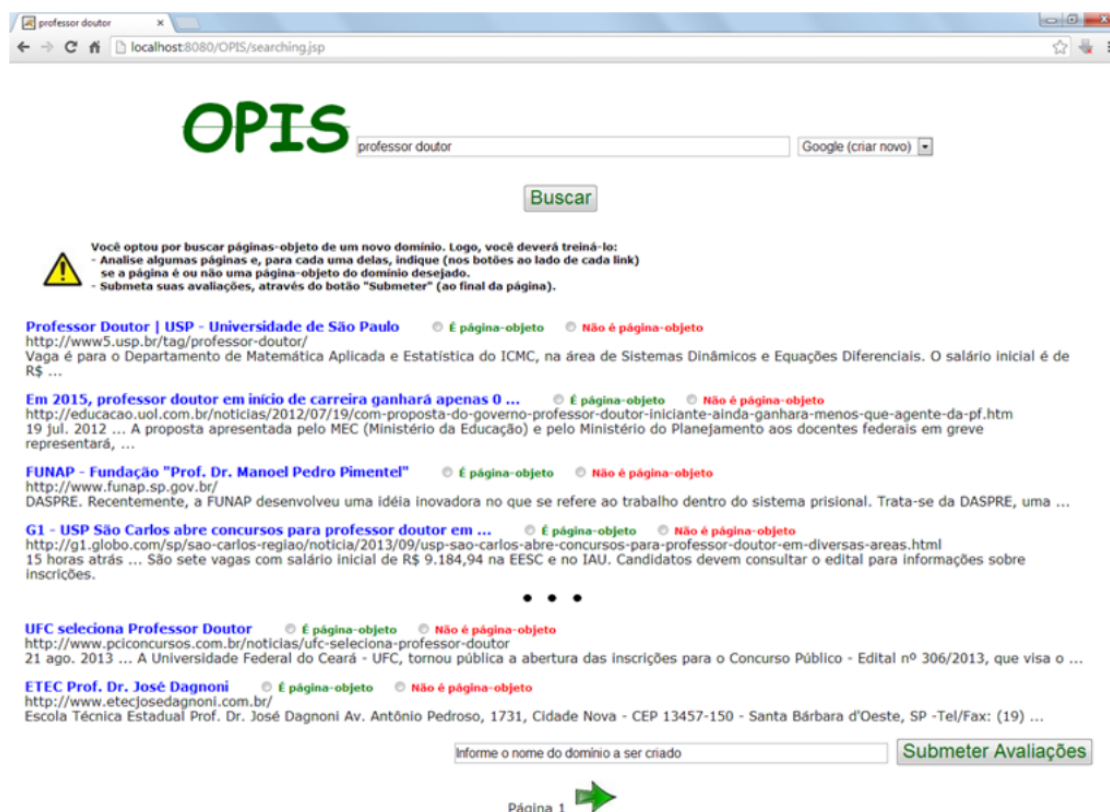 professor doutor
localhost:8080/OPIS/searching.jsp
OPIS
professor doutor
Google (criar novo)
Buscar
Você optou por buscar páginas-objeto de um novo domínio. Logo, você deverá treiná-lo:
- Analise algumas páginas e, para cada uma delas, indique (nos botões ao lado de cada link)
se a página é ou não uma página-objeto do domínio desejado.
- Submeta suas avaliações, através do botão "Submeter" (ao final da página).
Professor Doutor | USP - Universidade de São Paulo É página-objeto Não é página-objeto
http://www5.usp.br/tag/professor-doutor/
Vaga é para o Departamento de Matemática Aplicada e Estatística do ICMC, na área de Sistemas Dinâmicos e Equações Diferenciais. O salário inicial é de
R$ ...
Em 2015, professor doutor em início de carreira ganhará apenas 0 ... É página-objeto Não é página-objeto
http://educacao.uol.com.br/noticias/2012/07/19/com-proposta-do-governo-professor-doutor-iniciante-ainda-ganhara-menos-que-agente-da-pf.htm
19 jul. 2012 ... A proposta apresentada pelo MEC (Ministério da Educação) e pelo Ministério do Planejamento aos docentes federais em greve
representará, ...
FUNAP - Fundação "Prof. Dr. Manoel Pedro Pimentel" É página-objeto Não é página-objeto
http://www.funap.sp.gov.br/
DASPRE. Recentemente, a FUNAP desenvolveu uma idéia inovadora no que se refere ao trabalho dentro do sistema prisional. Trata-se da DASPRE, uma ...
G1 - USP São Carlos abre concursos para professor doutor em ... É página-objeto Não é página-objeto
http://g1.globo.com/sp/sao-carlos-regiao/noticia/2013/09/usp-sao-carlos-abre-concursos-para-professor-doutor-em-diversas-areas.html
15 horas atrás ... São sete vagas com salário inicial de R$ 9.184,94 na EESC e no IAU. Candidatos devem consultar o edital para informações sobre
inscrições.
• • •
UFC seleciona Professor Doutor É página-objeto Não é página-objeto
http://www.pciconcursos.com.br/noticias/ufc-seleciona-professor-doutor
21 ago. 2013 ... A Universidade Federal do Ceará - UFC, tornou pública a abertura das inscrições para o Concurso Público - Edital nº 306/2013, que visa o ...
ETEC Prof. Dr. José Dagnoni É página-objeto Não é página-objeto
http://www.etecjosedagnoni.com.br/
Escola Técnica Estadual Prof. Dr. José Dagnoni Av. Antônio Pedroso, 1731, Cidade Nova - CEP 13457-150 - Santa Bárbara d'Oeste, SP -Tel/Fax: (19) ...
Informe o nome do domínio a ser criado
Submeter Avaliações
Página 1